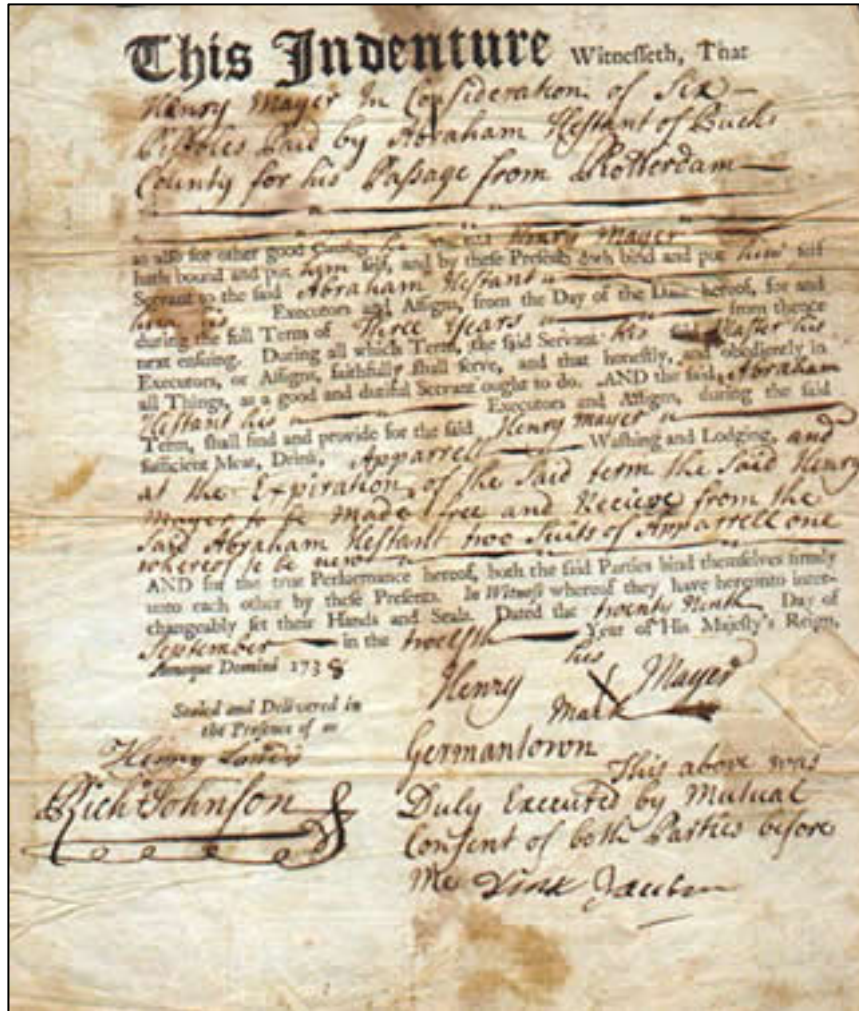 This Indenture Witnesseth, That
Henry Mayer In Consideration of Six
Pistoles Paid by Abraham Hestant of Bucks
County for his Passage from Rotterdam
as also for other good Causes, he the said Henry Mayer
hath bound and put him self, and by these Presents doth bind and put him self
Servant to the said Abraham Hestant
his Executors and Assigns, from the Day of the Date hereof, for and
during the full Term of Three Years from thence
next ensuing. During all which Term, the said Servant his said Master his
Executors, or Assigns, faithfully shall serve, and that honestly, and obediently in
all Things, as a good and dutiful Servant ought to do. AND the said Abraham
Hestant his Executors and Assigns, during the said
Term, shall find and provide for the said Henry Mayer
sufficient Meat, Drink, Apparrell Washing and Lodging, and
at the Expiration of the Said term the Said Henry
Mayer to be Made free and Recieve from the
Said Abraham Hestant two Suits of Apparrell one
whereof to be new
AND for the true Performance hereof, both the said Parties bind themselves firmly
unto each other by these Presents. In Witness whereof they have hereunto inter-
changeably set their Hands and Seals. Dated the twenty Ninth Day of
September in the twelfth Year of His Majesty's Reign,
Annoque Domini 1738
his
Henry Mayer
Mark
Sealed and Delivered in
the Presence of us
Henry
Rich Johnson
Germantown
This above was
Duly Executed by Mutual
Consent of both Parties before
Me